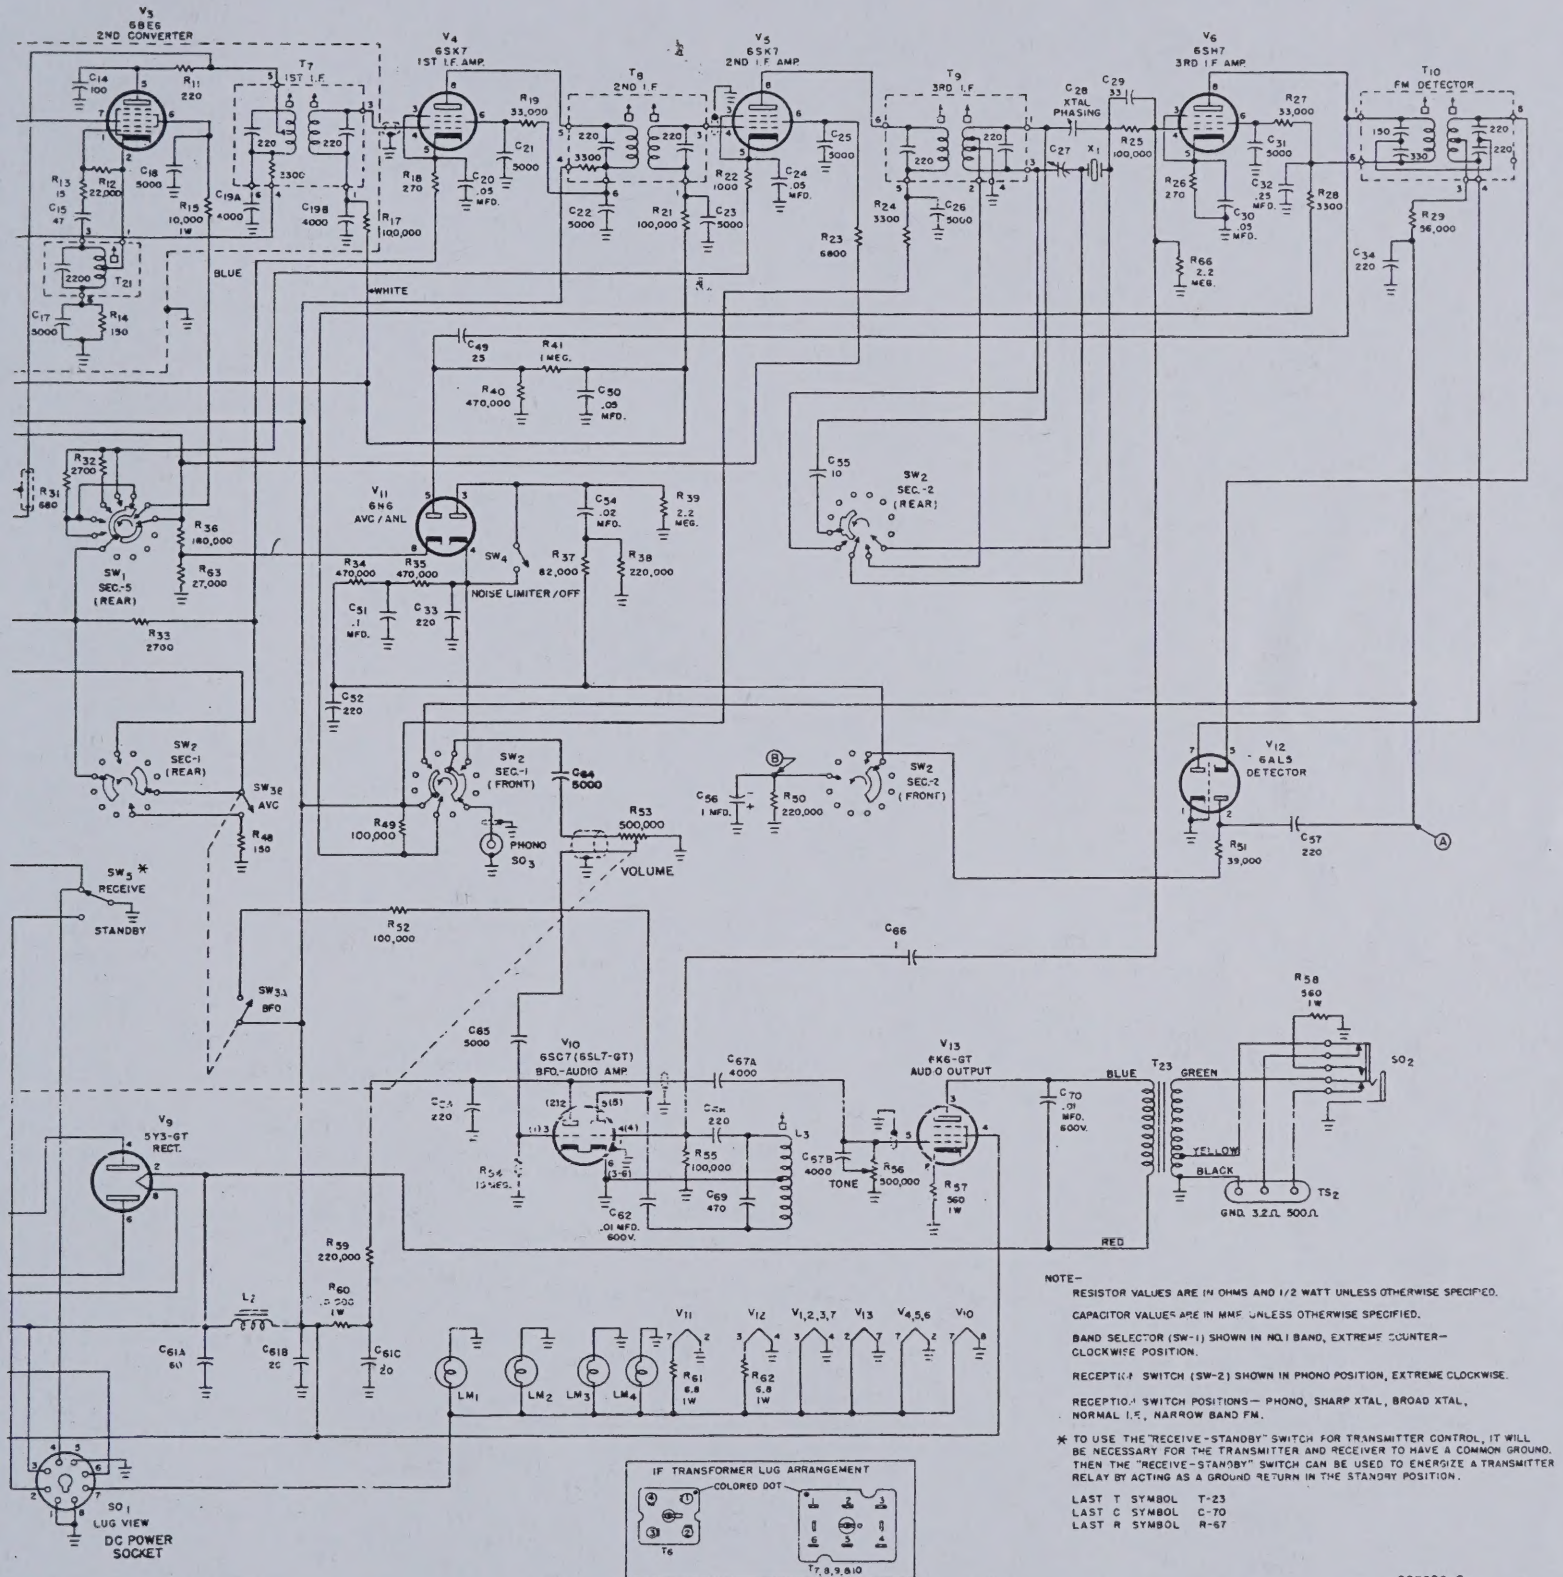 V3
6BE6
2ND CONVERTER
C14
100
R11
220
T7
1ST I.F.
V4
6SK7
1ST I.F. AMP.
R19
33,000
T8
2ND I.F
V5
6SK7
2ND I.F. AMP.
T9
3RD I.F
C28
XTAL
PHASING
C29
33
V6
6SH7
3RD I.F AMP.
R27
33,000
T10
FM DETECTOR
R13
15
R12
22,000
C15
47
C18
5000
R15
10,000
1W
220
220
3300
C19A
4000
C19B
4000
R17
100,000
R18
270
C20
.05
MFD.
C21
5000
220
220
3300
C22
5000
R21
100,000
C23
5000
R22
1000
C24
.05
MFD.
C25
5000
R23
6800
R24
3300
C26
5000
220
220
C27
X1
R25
100,000
R26
270
C30
.05
MFD.
C31
5000
C32
.25
MFD.
R28
3300
150
330
220
220
R29
56,000
C34
220
R66
2.2
MEG.
2200
T21
C17
5000
R14
150
BLUE
WHITE
C49
25
R41
1 MEG.
R40
470,000
C50
.05
MFD.
R32
2700
R31
680
SW1
SEC-5
(REAR)
R36
180,000
R63
27,000
R33
2700
V11
6H6
AVC/ANL
R34
470,000
R35
470,000
C51
.1
MFD.
C33
220
SW4
NOISE LIMITER/OFF
C54
.02
MFD.
R39
2.2
MEG.
R37
82,000
R38
220,000
C55
10
SW2
SEC.-2
(REAR)
C52
220
SW2
SEC-1
(REAR)
SW3B
AVC
R48
150
R49
100,000
SW2
SEC.-1
(FRONT)
C64
5000
PHONO
SO3
R53
500,000
VOLUME
B
C56
1 MFD.
R50
220,000
SW2
SEC.-2
(FRONT)
V12
6AL5
DETECTOR
R51
39,000
C57
220
A
SW5 *
RECEIVE
STANDBY
R52
100,000
SW3A
BFO
C66
1
C65
5000
V10
6SC7(6SL7-GT)
BFO.-AUDIO AMP.
C67A
4000
V13
6K6-GT
AUDIO OUTPUT
220
10 MEG.
R55
100,000
220
L3
C69
470
C62
.01 MFD.
600V.
C67B
4000
TONE
R56
500,000
R57
560
1W
C70
.01
MFD.
600V.
BLUE
T23
GREEN
YELLOW
BLACK
RED
R58
560
1W
SO2
TS2
GND. 3.2Ω 500Ω
V9
5Y3-GT
RECT.
R59
220,000
R60
1W
L2
C61A
60
C61B
20
C61C
20
LM1
LM2
LM3
LM4
V11
R61
6.8
1W
V12
R62
6.8
1W
V1,2,3,7
V13
V4,5,6
V10
SO1
LUG VIEW
DC POWER
SOCKET
IF TRANSFORMER LUG ARRANGEMENT
COLORED DOT
T6
T7,8,9,&10
NOTE-
RESISTOR VALUES ARE IN OHMS AND 1/2 WATT UNLESS OTHERWISE SPECIFIED.
CAPACITOR VALUES ARE IN MMF UNLESS OTHERWISE SPECIFIED.
BAND SELECTOR (SW-1) SHOWN IN NO.1 BAND, EXTREME COUNTER-
CLOCKWISE POSITION.
RECEPTION SWITCH (SW-2) SHOWN IN PHONO POSITION, EXTREME CLOCKWISE.
RECEPTION SWITCH POSITIONS— PHONO, SHARP XTAL, BROAD XTAL,
NORMAL I.F., NARROW BAND FM.
* TO USE THE "RECEIVE-STANDBY" SWITCH FOR TRANSMITTER CONTROL, IT WILL
BE NECESSARY FOR THE TRANSMITTER AND RECEIVER TO HAVE A COMMON GROUND.
THEN THE "RECEIVE-STANDBY" SWITCH CAN BE USED TO ENERGIZE A TRANSMITTER
RELAY BY ACTING AS A GROUND RETURN IN THE STANDBY POSITION.
LAST T SYMBOL T-23
LAST C SYMBOL C-70
LAST R SYMBOL R-67